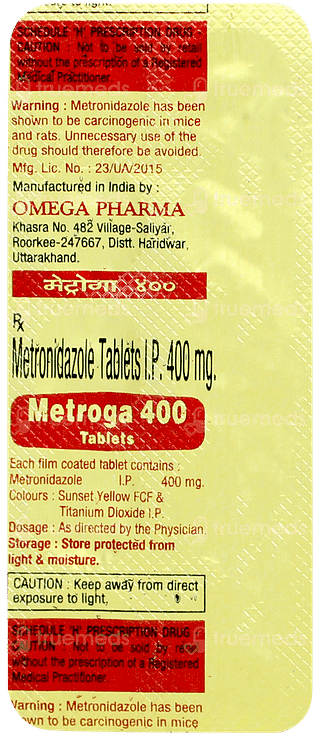 SCHEDULE 'H' PRESCRIPTION DRUG
CAUTION : Not to be sold by retail
without the prescription of a Registered
Medical Practitioner.
Warning : Metronidazole has been
shown to be carcinogenic in mice
and rats. Unnecessary use of the
drug should therefore be avoided.
Mfg. Lic. No. : 23/UA/2015
Manufactured in India by :
OMEGA PHARMA
Khasra No. 482 Village-Saliyar,
Roorkee-247667, Distt. Haridwar,
Uttarakhand.
मेट्रोगा ४००
Rx
Metronidazole Tablets I.P. 400 mg.
Metroga 400
Tablets
Each film coated tablet contains :
Metronidazole I.P. 400 mg.
Colours : Sunset Yellow FCF &
Titanium Dioxide I.P.
Dosage : As directed by the Physician.
Storage : Store protected from
light & moisture.
CAUTION : Keep away from direct
exposure to light.
SCHEDULE 'H' PRESCRIPTION DRUG
CAUTION : Not to be sold by retail
without the prescription of a Registered
Medical Practitioner.
Warning : Metronidazole has been
shown to be carcinogenic in mice
truemeds